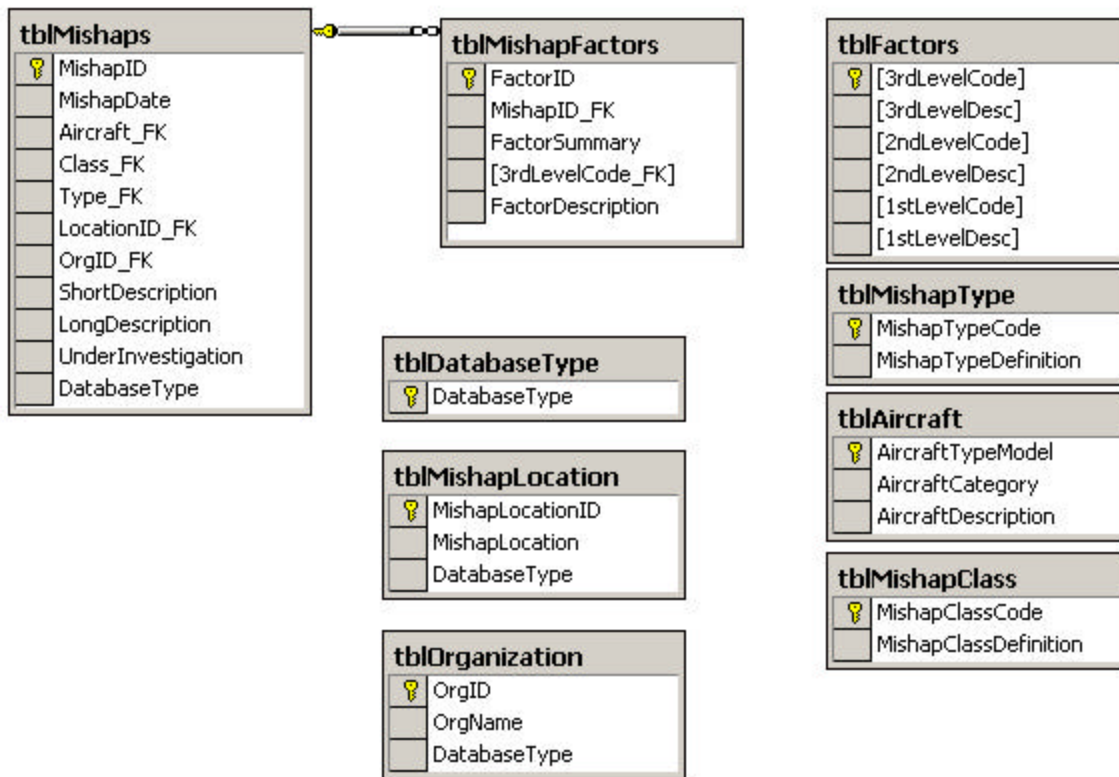 tblMishaps
MishapID
MishapDate
Aircraft_FK
Class_FK
Type_FK
LocationID_FK
OrgID_FK
ShortDescription
LongDescription
UnderInvestigation
DatabaseType
tblMishapFactors
FactorID
MishapID_FK
FactorSummary
[3rdLevelCode_FK]
FactorDescription
tblDatabaseType
DatabaseType
tblMishapLocation
MishapLocationID
MishapLocation
DatabaseType
tblOrganization
OrgID
OrgName
DatabaseType
tblFactors
[3rdLevelCode]
[3rdLevelDesc]
[2ndLevelCode]
[2ndLevelDesc]
[1stLevelCode]
[1stLevelDesc]
tblMishapType
MishapTypeCode
MishapTypeDefinition
tblAircraft
AircraftTypeModel
AircraftCategory
AircraftDescription
tblMishapClass
MishapClassCode
MishapClassDefinition